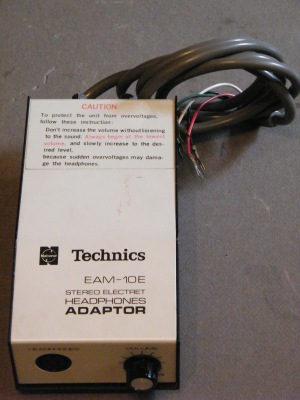 CAUTION
To protect the unit from overvoltages,
follow these instruction:
Don't increase the volume without listening
to the sound. Always begin at the lowest
volume, and slowly increase to the des-
ired level,
because sudden overvoltages may dama-
ge the headphones.
National
Technics
EAM-10E
STEREO ELECTRET
HEADPHONES
ADAPTOR
VOLUME